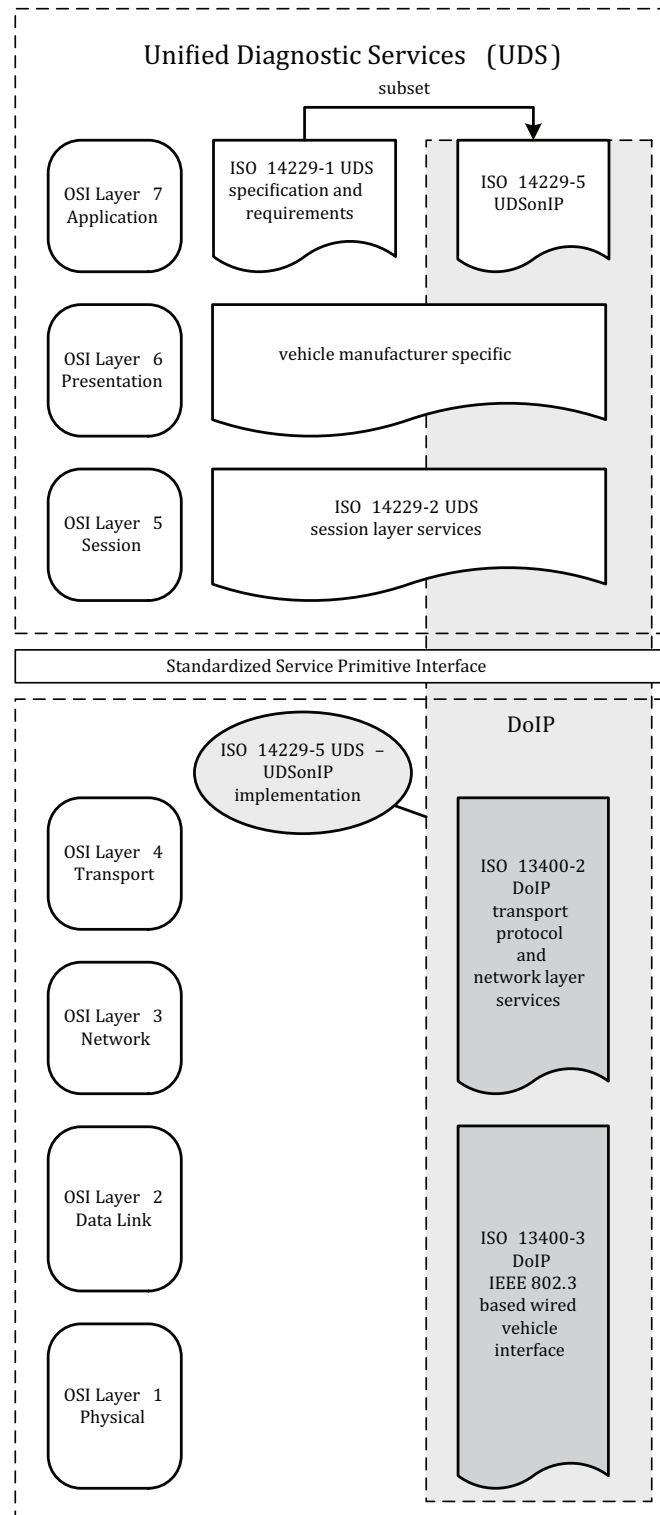 Unified Diagnostic Services (UDS)
subset
OSI Layer 7
Application
ISO 14229-1 UDS
specification and
requirements
ISO 14229-5
UDSonIP
OSI Layer 6
Presentation
vehicle manufacturer specific
OSI Layer 5
Session
ISO 14229-2 UDS
session layer services
Standardized Service Primitive Interface
ISO 14229-5 UDS –
UDSonIP
implementation
DoIP
OSI Layer 4
Transport
ISO 13400-2
DoIP
transport
protocol
and
network layer
services
OSI Layer 3
Network
OSI Layer 2
Data Link
ISO 13400-3
DoIP
IEEE 802.3
based wired
vehicle
interface
OSI Layer 1
Physical